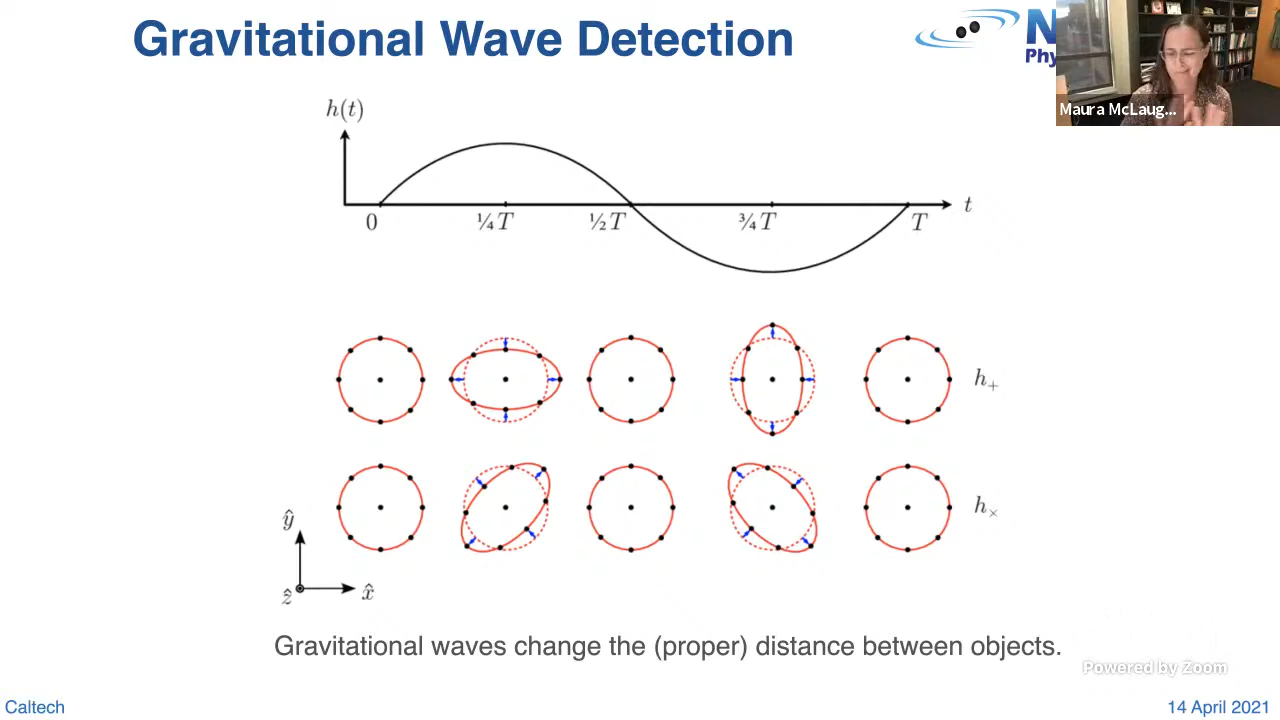 Gravitational Wave Detection
N
Phy
Maura McLaug...
h(t)
0 ¼T ½T ¾T T t
h₊
h×
ŷ
ẑ x̂
Gravitational waves change the (proper) distance between objects.
Powered by Zoom
Caltech 14 April 2021